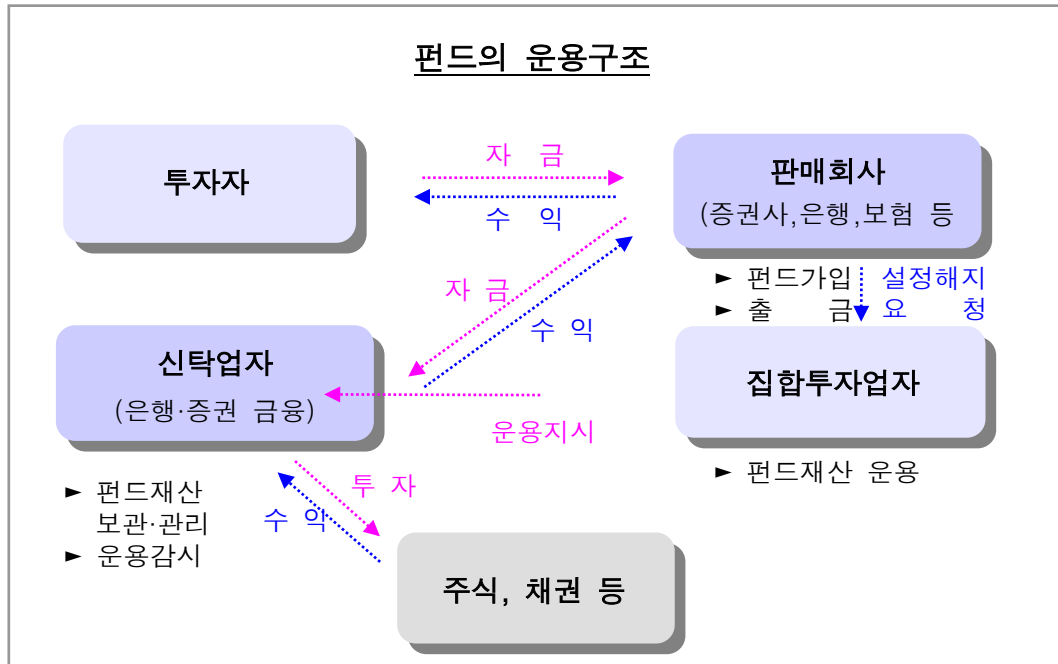 펀드의 운용구조
투자자
자 금
수 익
판매회사
(증권사,은행,보험 등
► 펀드가입
► 출 금
설정해지
요 청
자 금
수 익
신탁업자
(은행·증권 금융)
집합투자업자
운용지시
► 펀드재산 운용
► 펀드재산
보관·관리
► 운용감시
투 자
수 익
주식, 채권 등